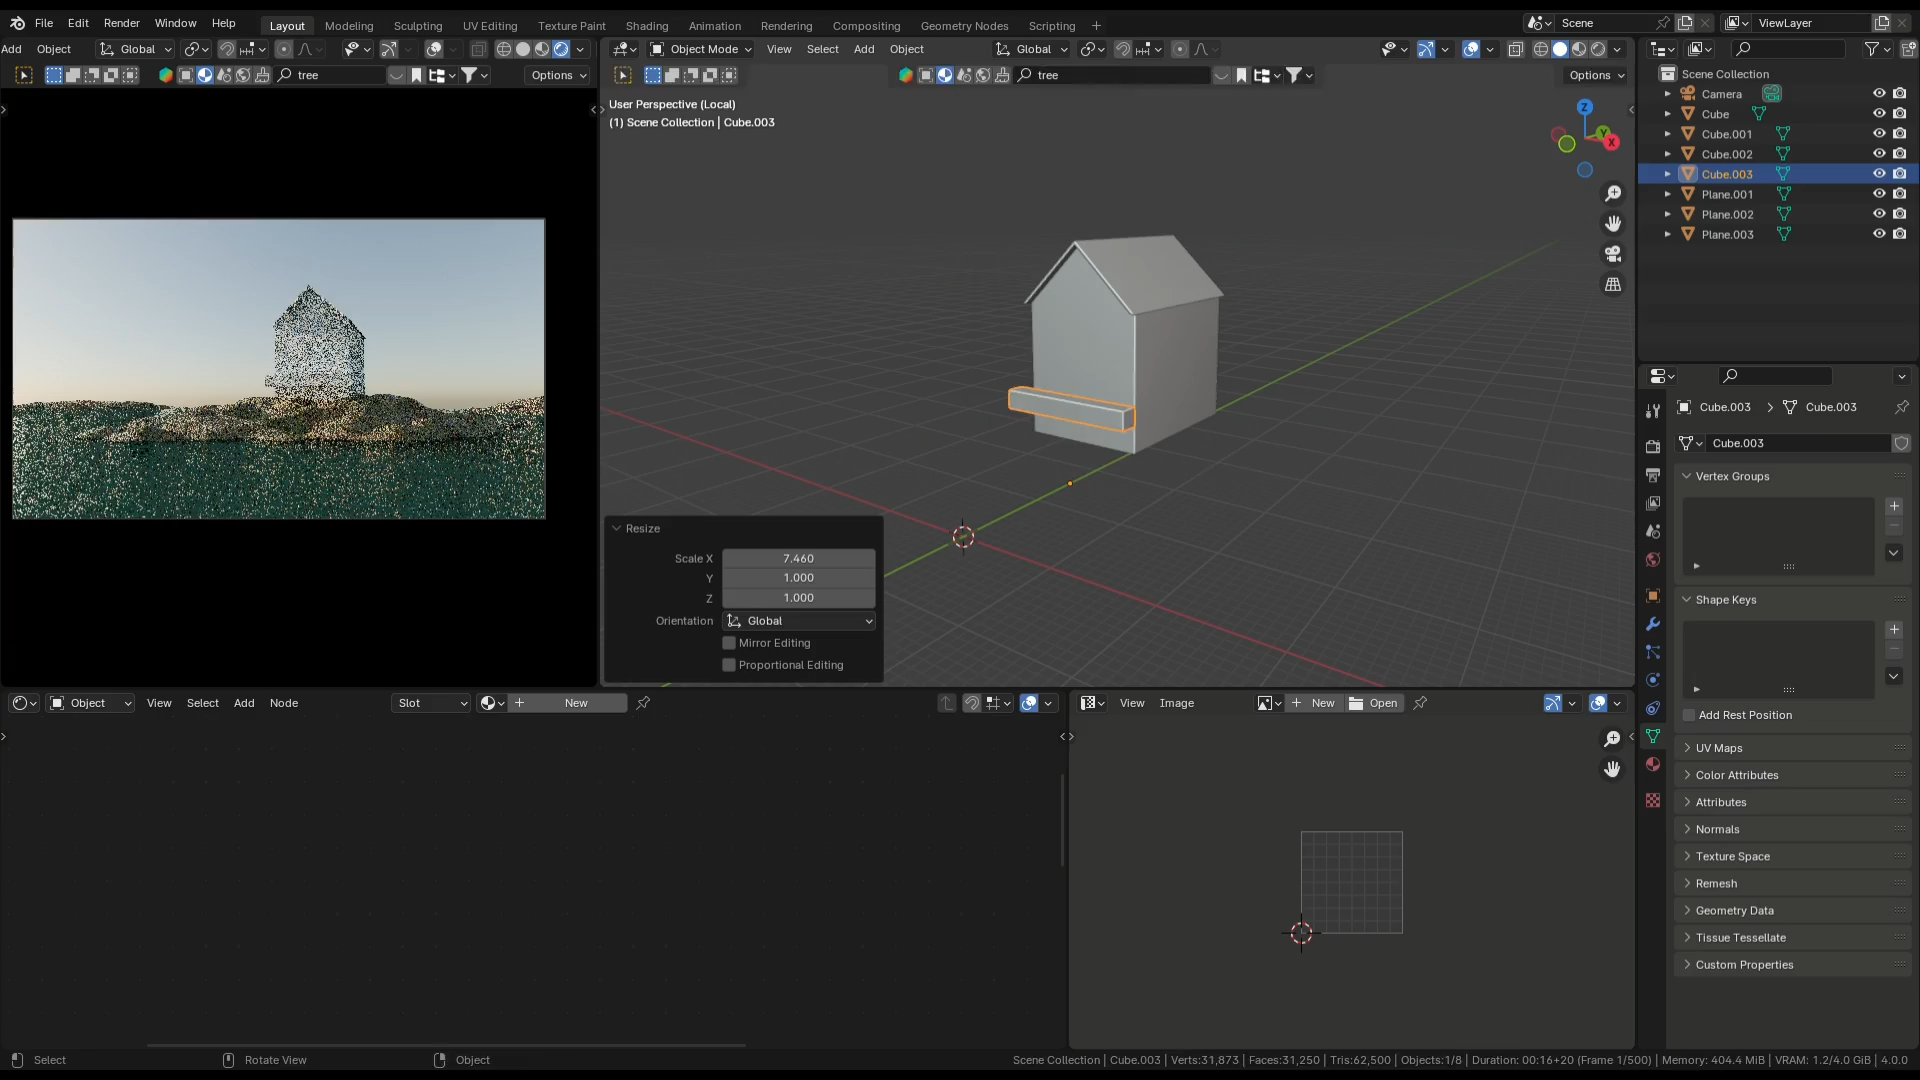 File Edit Render Window Help Layout Modeling Sculpting UV Editing Texture Paint Shading Animation Rendering Compositing Geometry Nodes Scripting + Scene ViewLayer
Add Object Global
tree Options
Object Mode View Select Add Object Global
tree Options
User Perspective (Local)
(1) Scene Collection | Cube.003
Z
Y
X
Resize
Scale X 7.460
Y 1.000
Z 1.000
Orientation Global
Mirror Editing
Proportional Editing
Scene Collection
Camera
Cube
Cube.001
Cube.002
Cube.003
Plane.001
Plane.002
Plane.003
Cube.003 Cube.003
Cube.003
Vertex Groups
Shape Keys
Add Rest Position
UV Maps
Color Attributes
Attributes
Normals
Texture Space
Remesh
Geometry Data
Tissue Tessellate
Custom Properties
Object View Select Add Node Slot New
View Image New Open
Select Rotate View Object Scene Collection | Cube.003 | Verts:31,873 | Faces:31,250 | Tris:62,500 | Objects:1/8 | Duration: 00:16+20 (Frame 1/500) | Memory: 404.4 MiB | VRAM: 1.2/4.0 GiB | 4.0.0